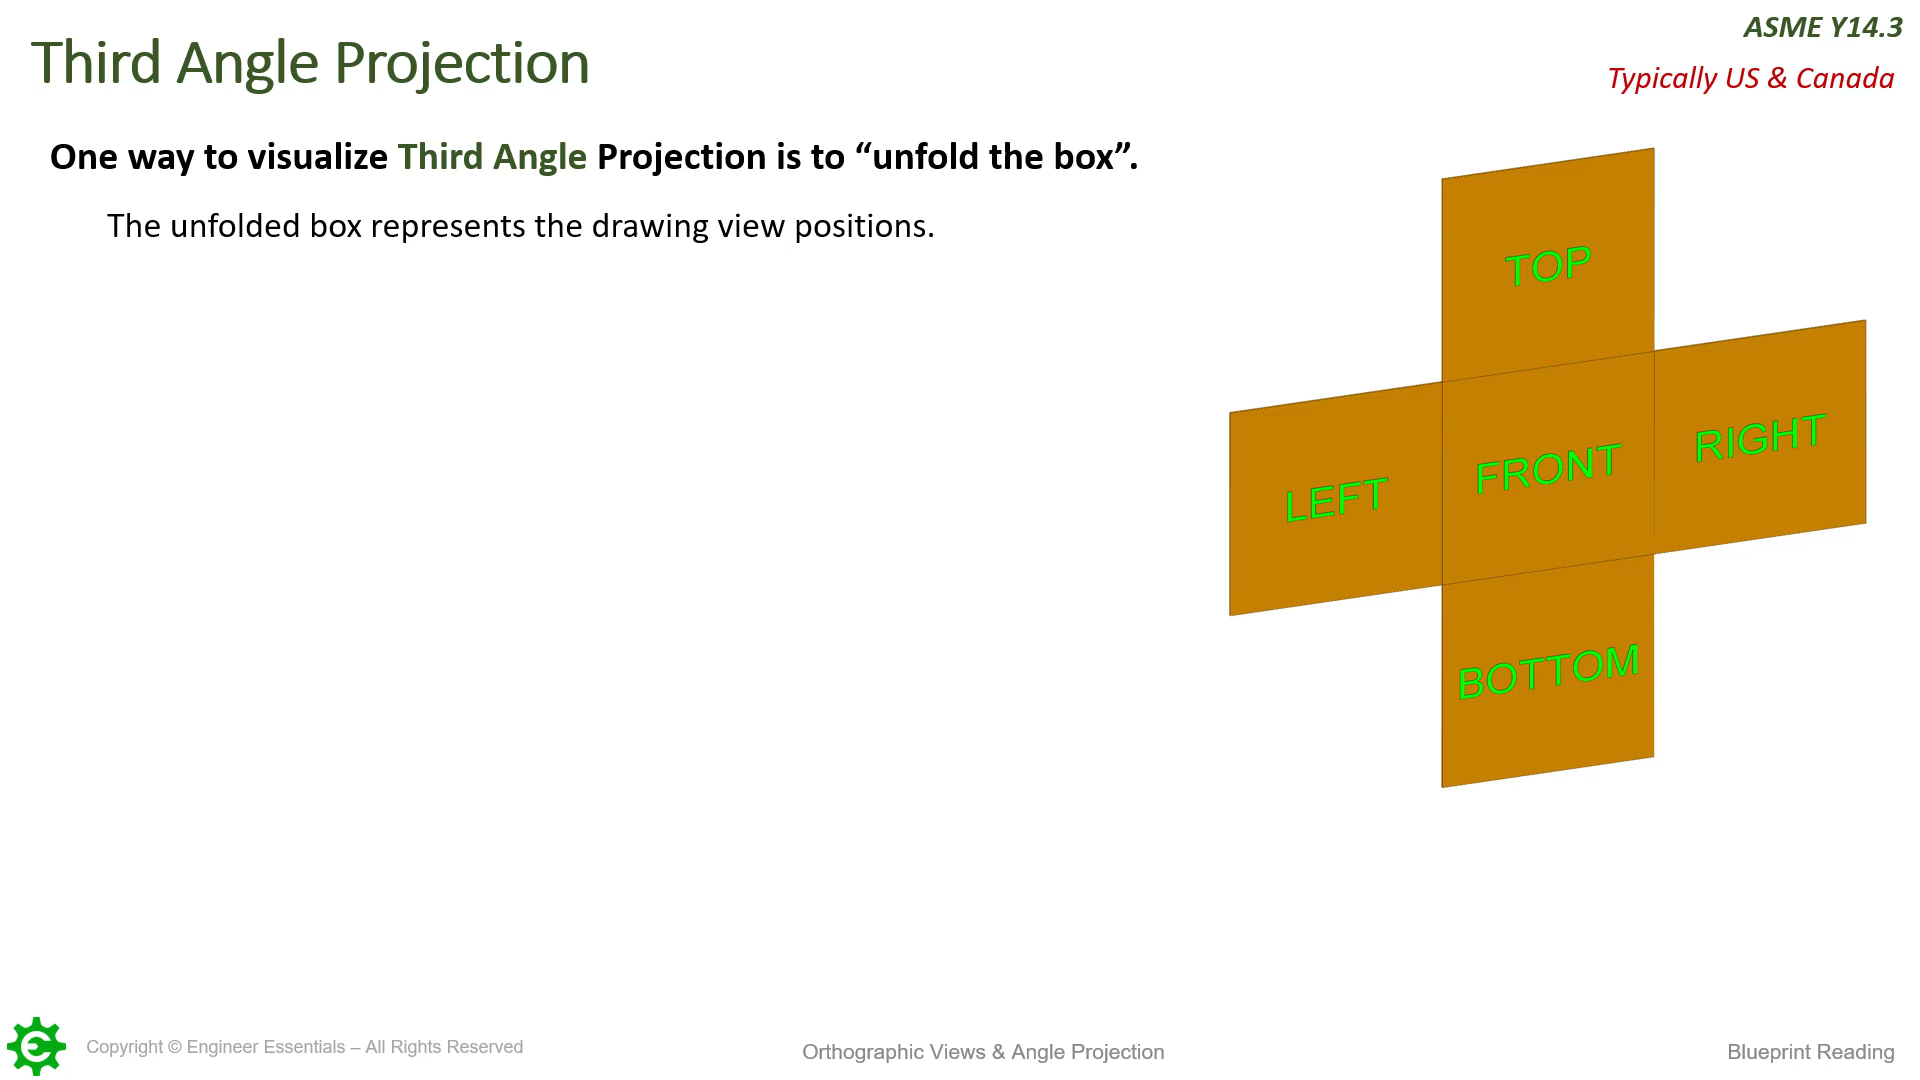 Third Angle Projection
ASME Y14.3
Typically US & Canada
One way to visualize Third Angle Projection is to “unfold the box”.
The unfolded box represents the drawing view positions.
TOP
LEFT
FRONT
RIGHT
BOTTOM
Copyright © Engineer Essentials – All Rights Reserved
Orthographic Views & Angle Projection
Blueprint Reading